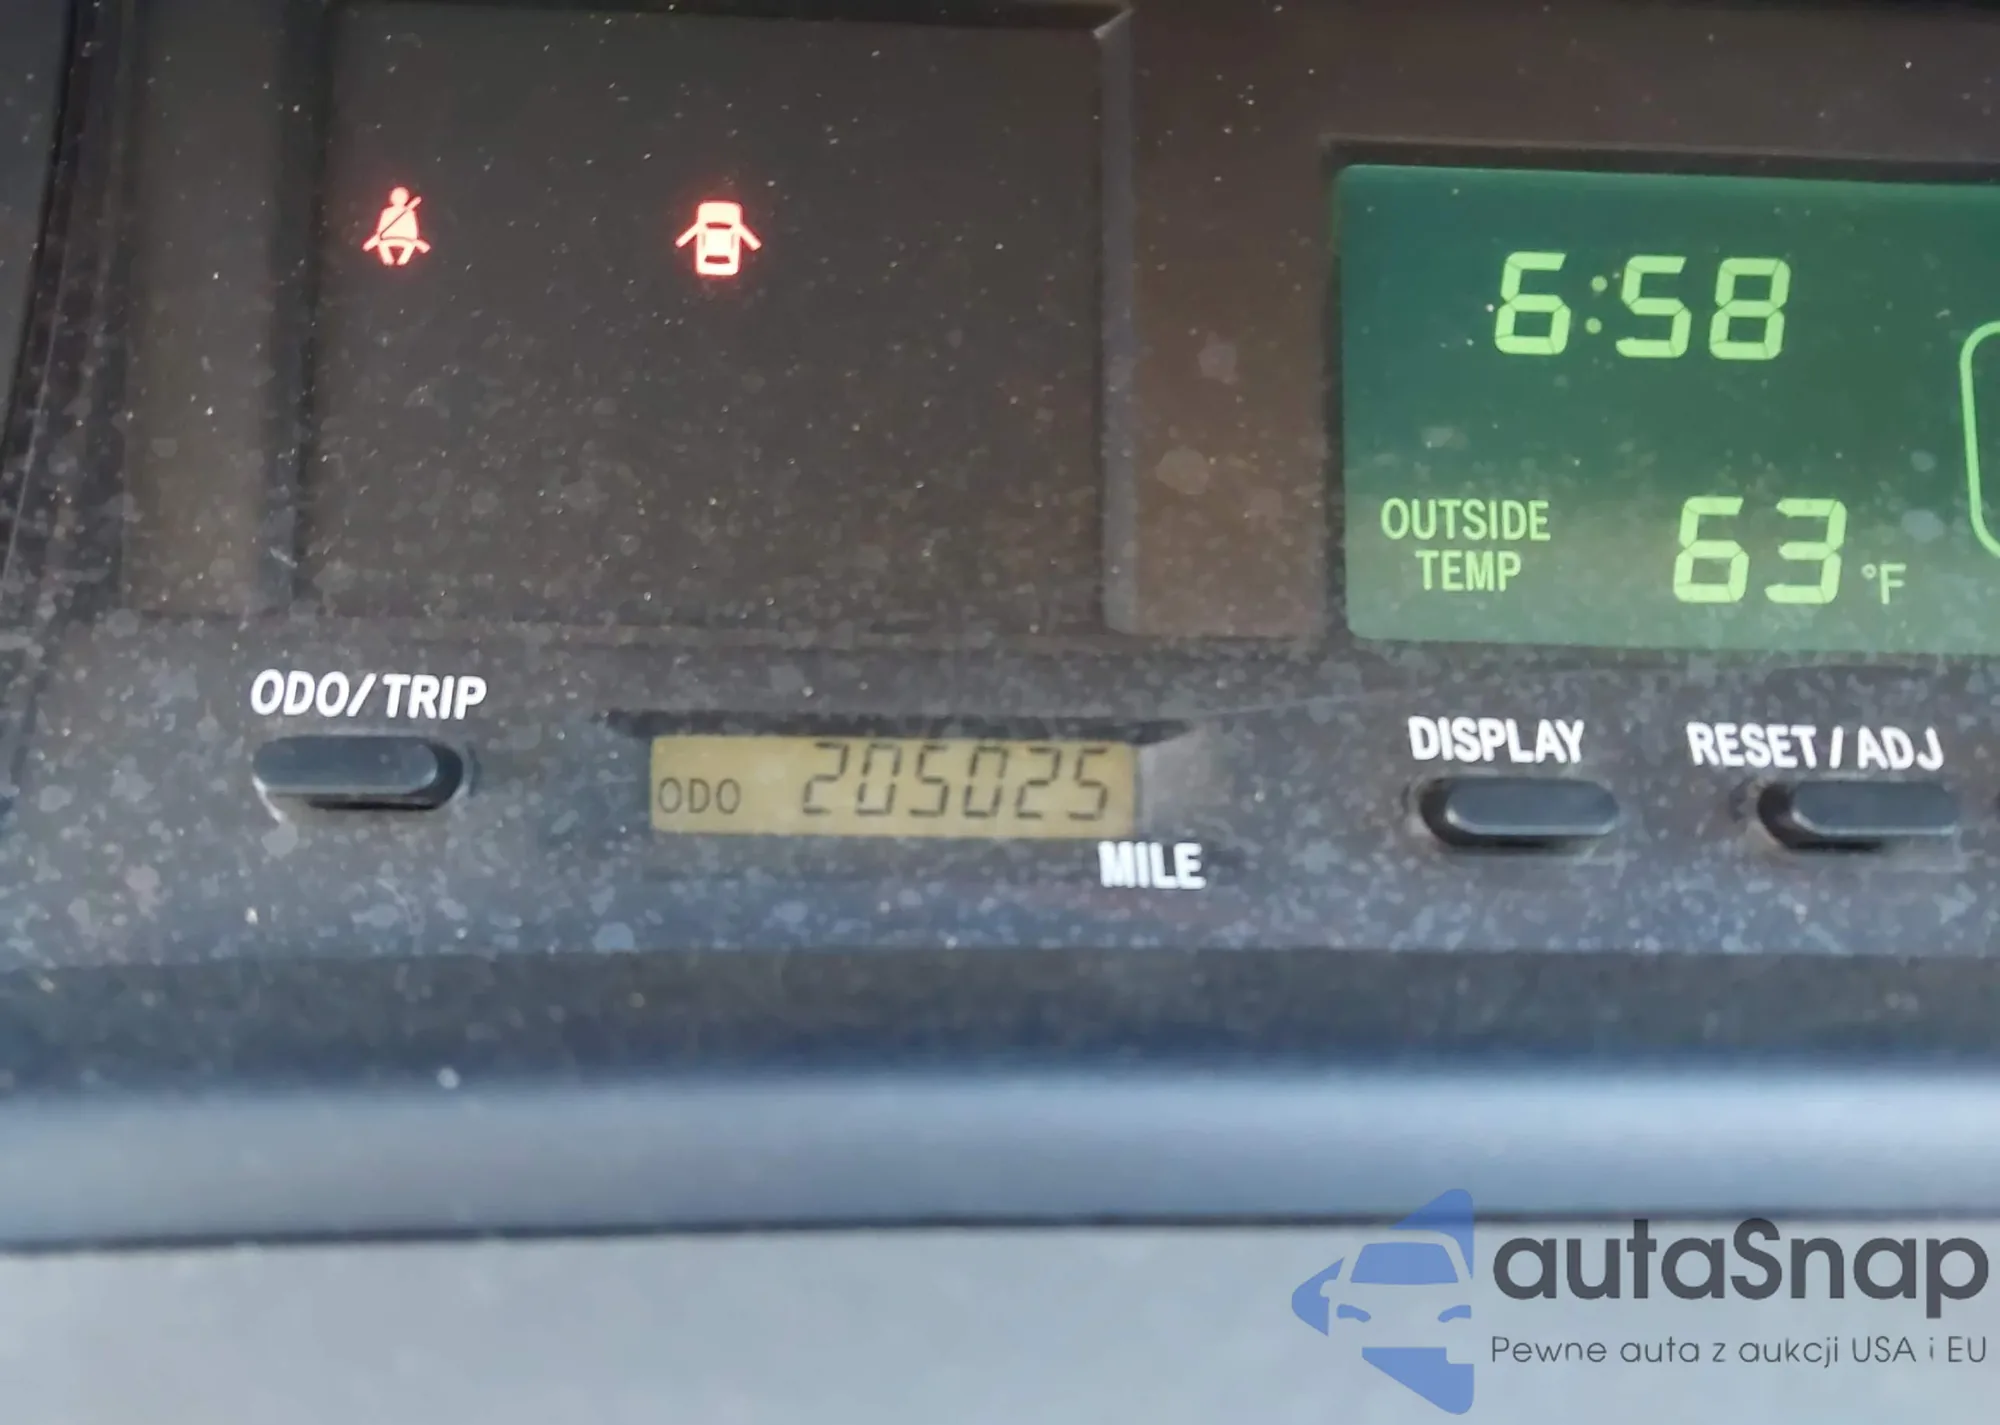 6:58
OUTSIDE
TEMP
63 °F
ODO/TRIP
ODO 205025
MILE
DISPLAY
RESET / ADJ
autaSnap
Pewne auta z aukcji USA i EU